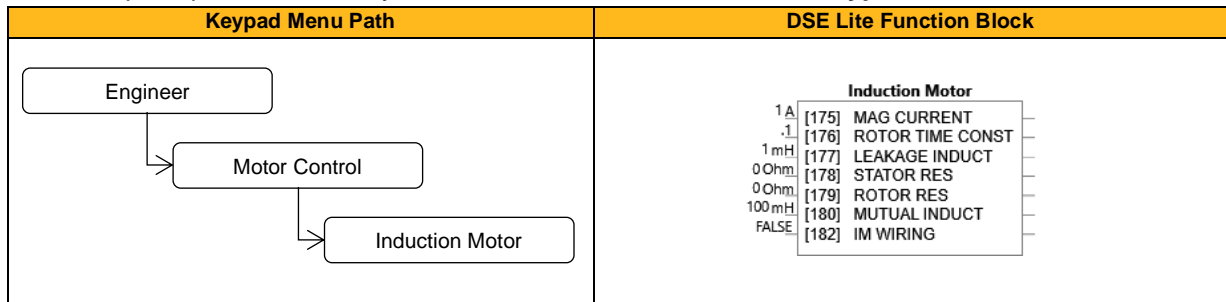 Keypad Menu Path
DSE Lite Function Block
Engineer
Motor Control
Induction Motor
Induction Motor
1 A [175] MAG CURRENT
.1 [176] ROTOR TIME CONST
1 mH [177] LEAKAGE INDUCT
0 Ohm [178] STATOR RES
0 Ohm [179] ROTOR RES
100 mH [180] MUTUAL INDUCT
FALSE [182] IM WIRING